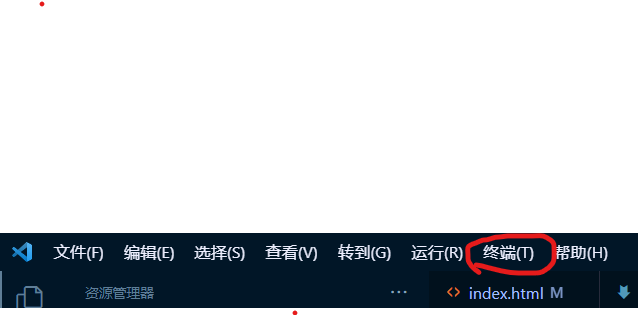 文件(F) 编辑(E) 选择(S) 查看(V) 转到(G) 运行(R) 终端(T) 帮助(H)
资源管理器 ··· index.html M